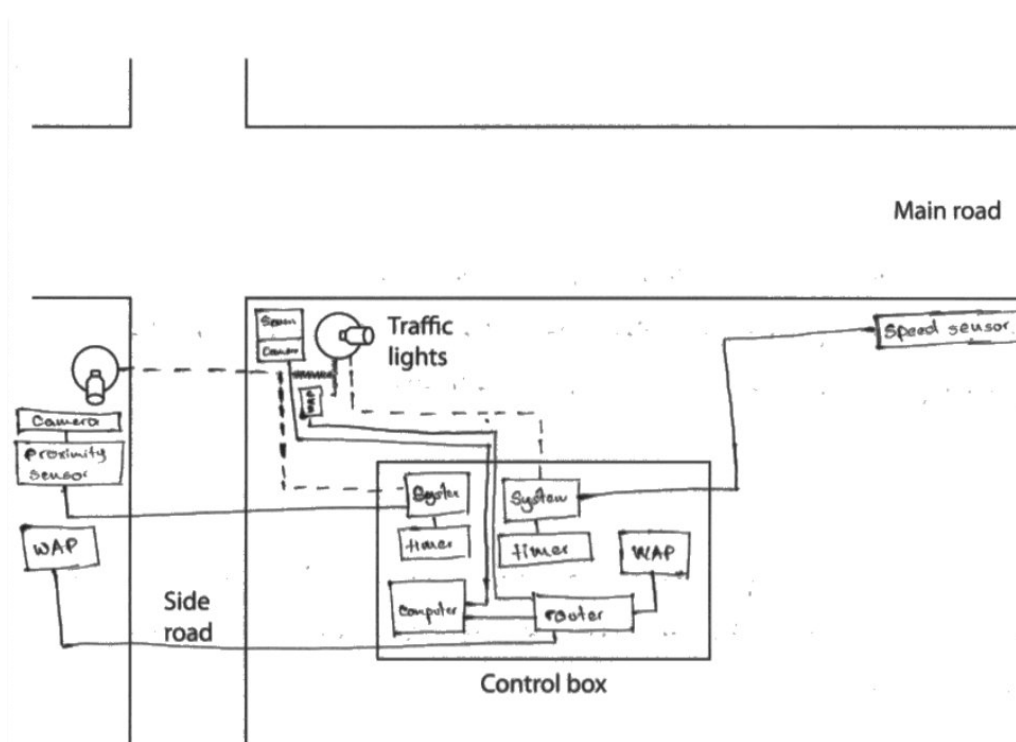 Main road
Traffic
lights
Speed sensor
Camera
proximity
sensor
WAP
WAP
System
System
timer
timer
WAP
Computer
router
Side
road
Control box